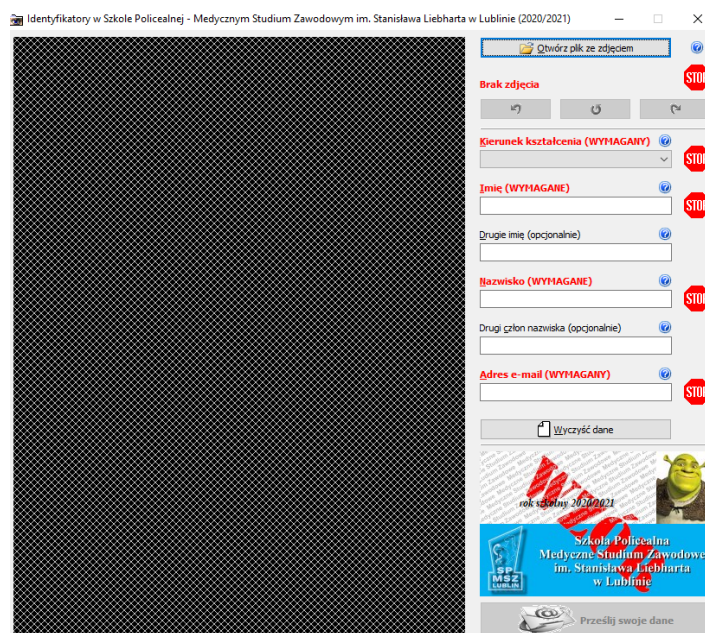 Identyfikatory w Szkole Policealnej - Medycznym Studium Zawodowym im. Stanisława Liebharta w Lublinie (2020/2021)
Otwórz plik ze zdjęciem
Brak zdjęcia
STOP
Kierunek kształcenia (WYMAGANY)
STOP
Imię (WYMAGANE)
STOP
Drugie imię (opcjonalnie)
Nazwisko (WYMAGANE)
STOP
Drugi człon nazwiska (opcjonalnie)
Adres e-mail (WYMAGANY)
STOP
Wyczyść dane
WZÓR
rok szkolny 2020/2021
Szkoła Policealna
Medyczne Studium Zawodowe
im. Stanisława Liebharta
w Lublinie
SP
MSZ
LUBLIN
Prześlij swoje dane